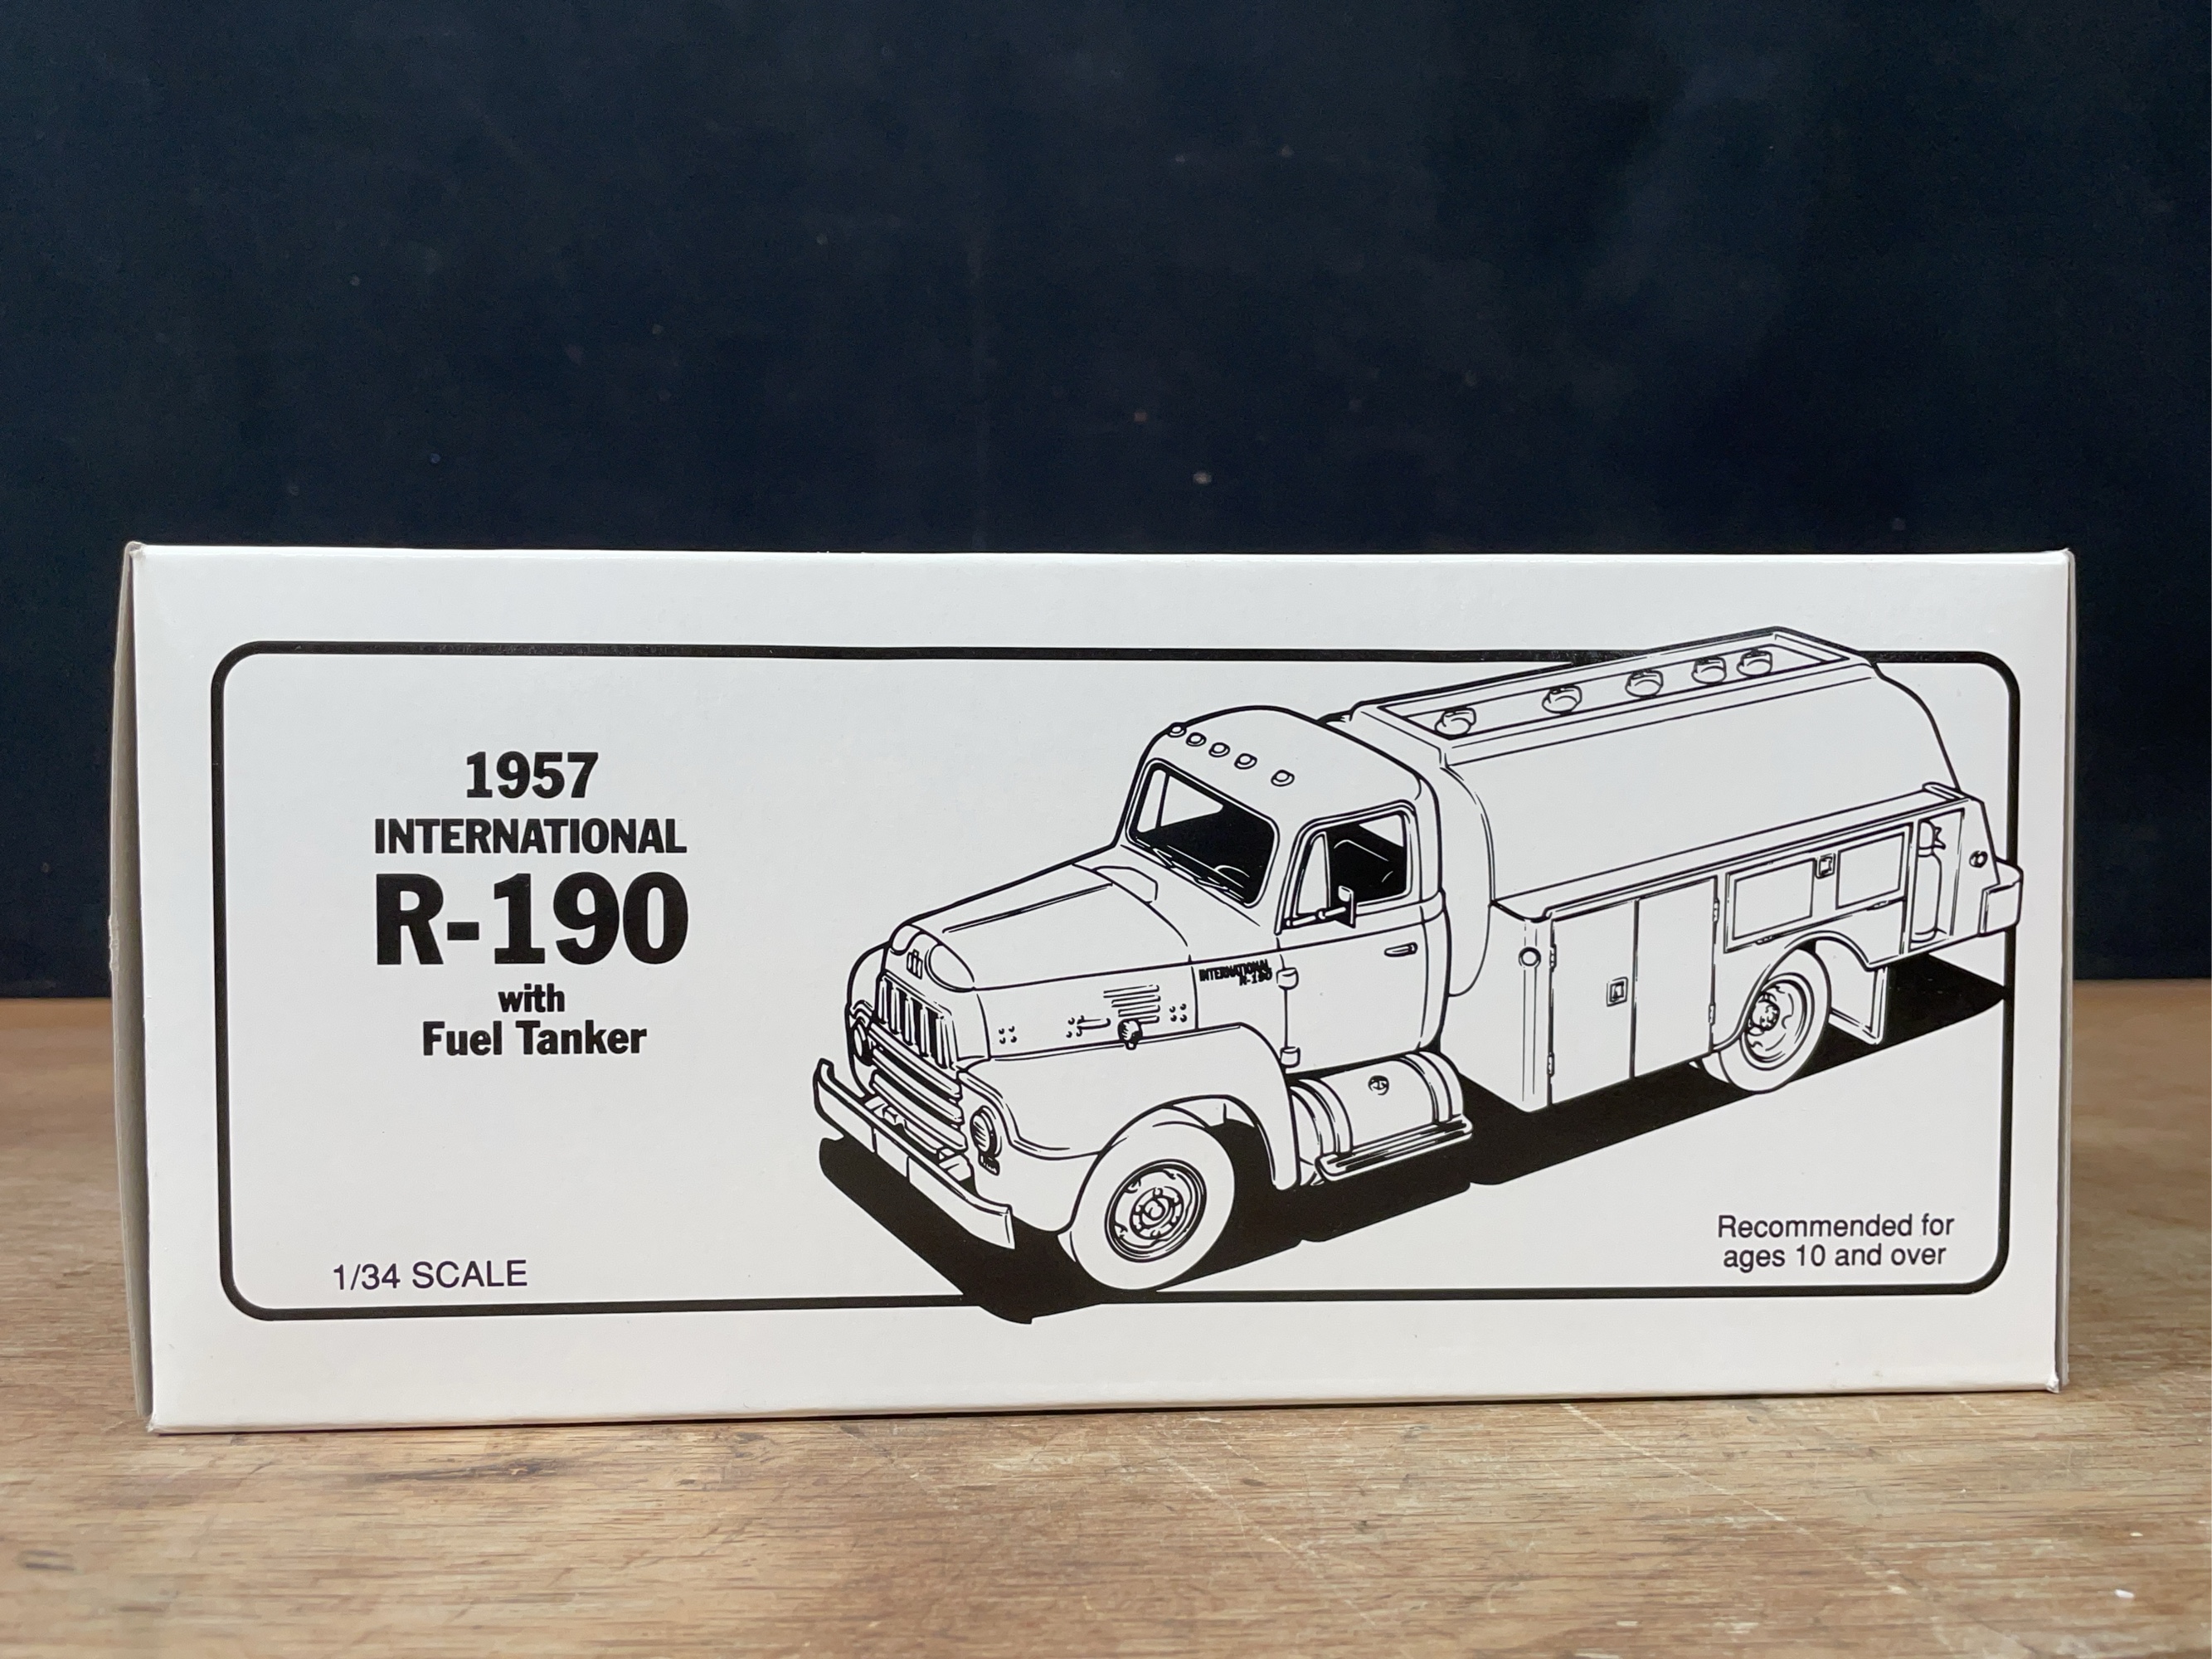 1957
INTERNATIONAL
R-190
with
Fuel Tanker
1/34 SCALE
INTERNATIONAL
R-190
Recommended for
ages 10 and over